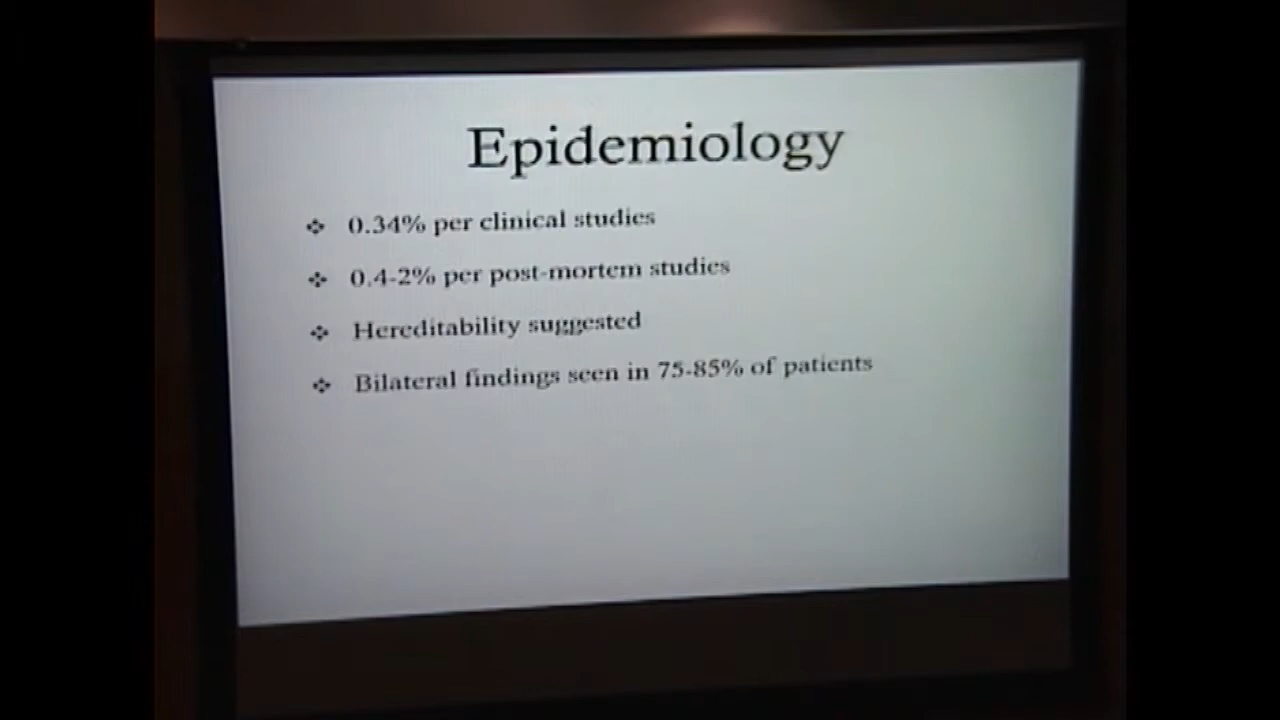 Epidemiology
❖ 0.34% per clinical studies
❖ 0.4-2% per post-mortem studies
❖ Hereditability suggested
❖ Bilateral findings seen in 75-85% of patients